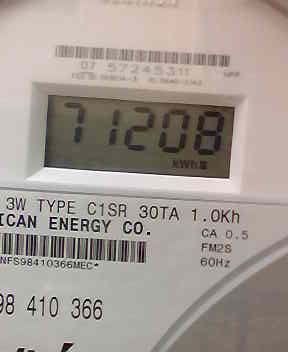 07 57245311
71208
kWh
3W TYPE C1SR 30TA 1.0Kh
ICAN ENERGY CO.
CA 0.5
FM2S
60Hz
NFS98410366MEC*
98 410 366